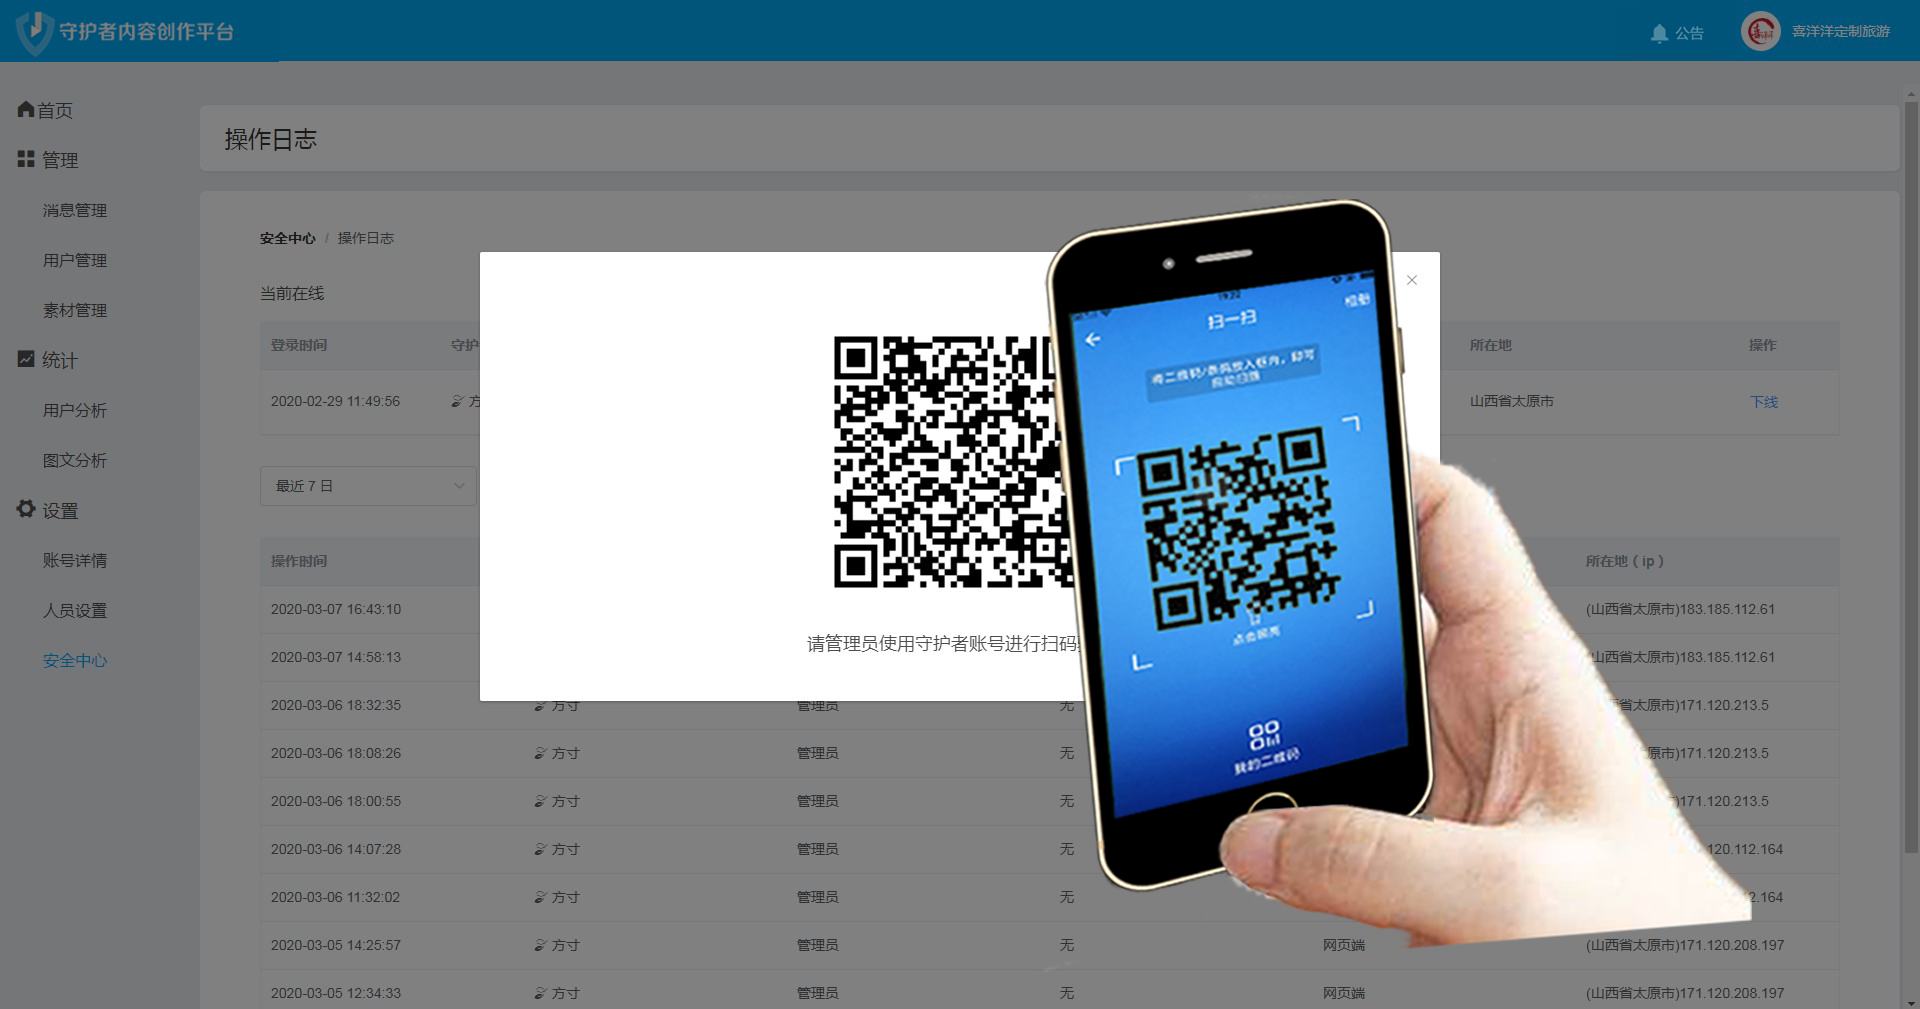 守护者内容创作平台
公告
喜洋洋定制旅游
首页
管理
消息管理
用户管理
素材管理
统计
用户分析
图文分析
设置
账号详情
人员设置
安全中心
操作日志
安全中心 / 操作日志
当前在线
登录时间 守护 所在地 操作
2020-02-29 11:49:56 方 山西省太原市 下线
最近 7 日
操作时间 所在地 ( ip )
2020-03-07 16:43:10 (山西省太原市)183.185.112.61
2020-03-07 14:58:13 山西省太原市)183.185.112.61
2020-03-06 18:32:35 方寸 管理员 无 省太原市)171.120.213.5
2020-03-06 18:08:26 方寸 管理员 无 原市)171.120.213.5
2020-03-06 18:00:55 方寸 管理员 无 )171.120.213.5
2020-03-06 14:07:28 方寸 管理员 无 120.112.164
2020-03-06 11:32:02 方寸 管理员 无 2.164
2020-03-05 14:25:57 方寸 管理员 无 网页端 (山西省太原市)171.120.208.197
2020-03-05 12:34:33 方寸 管理员 无 网页端 (山西省太原市)171.120.208.197
请管理员使用守护者账号进行扫码
19:22
相册
扫一扫
将二维码/条码放入框内，即可
自动扫描
点击照亮
我的二维码